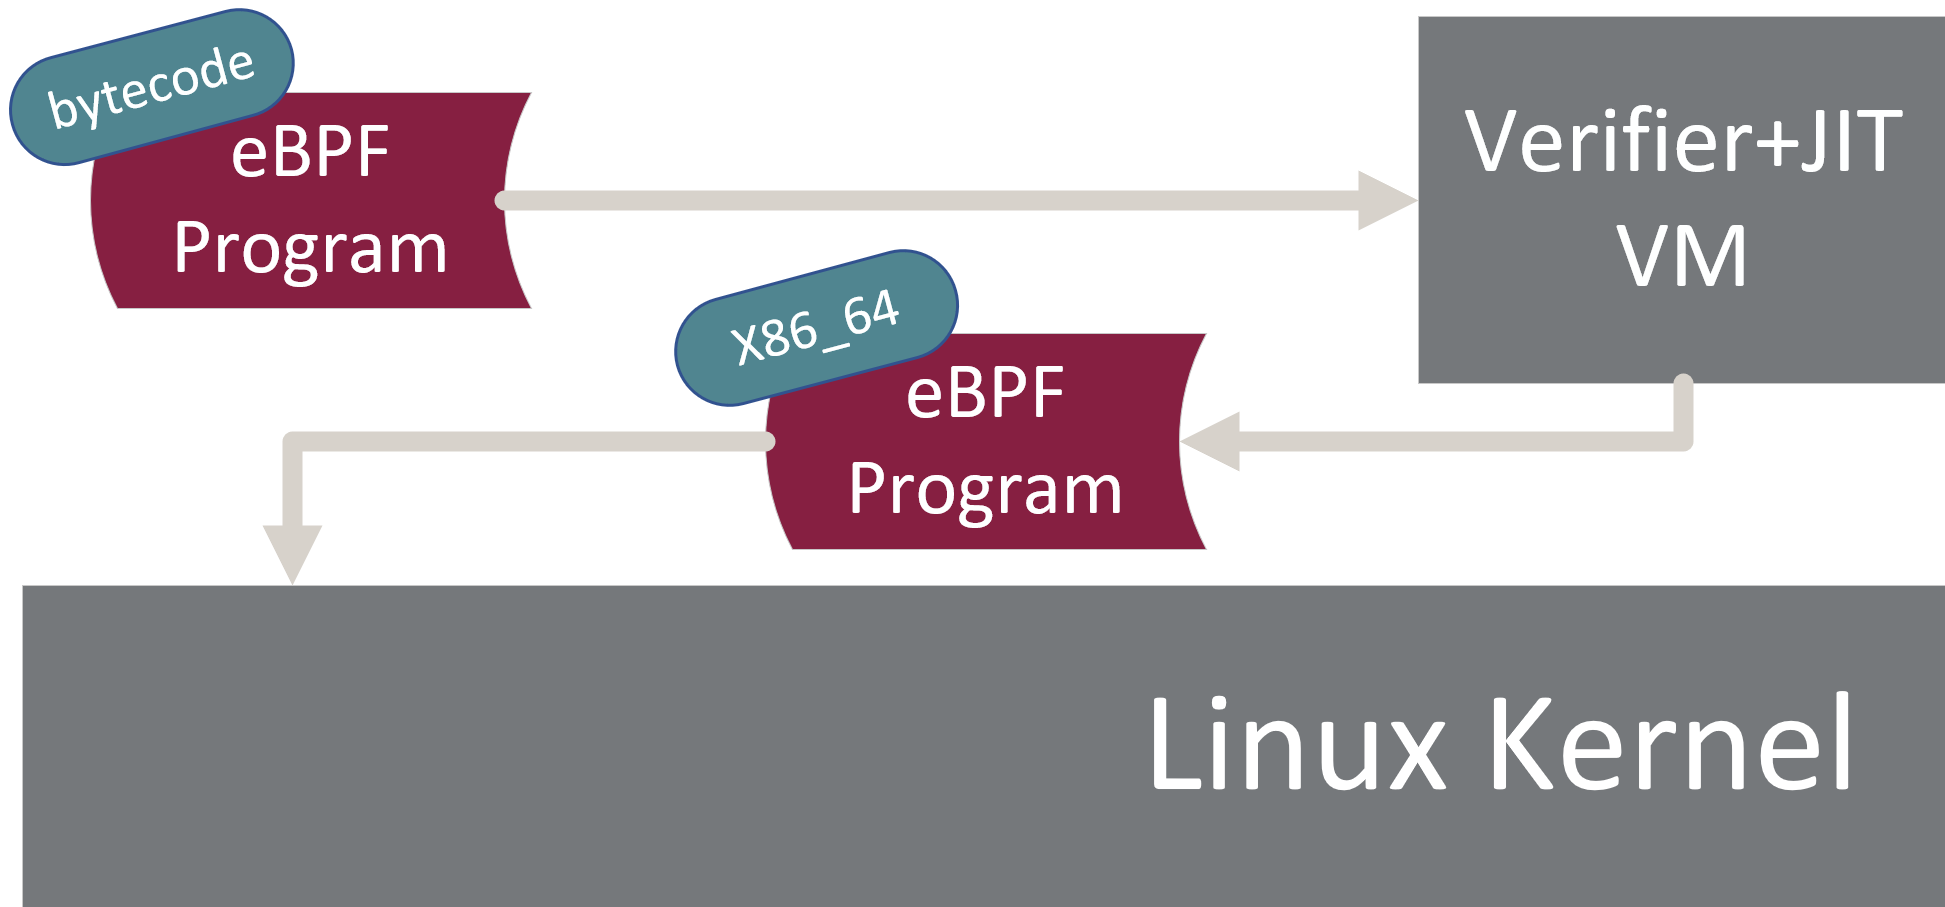 bytecode
eBPF
Program
Verifier+JIT
VM
X86_64
eBPF
Program
Linux Kernel